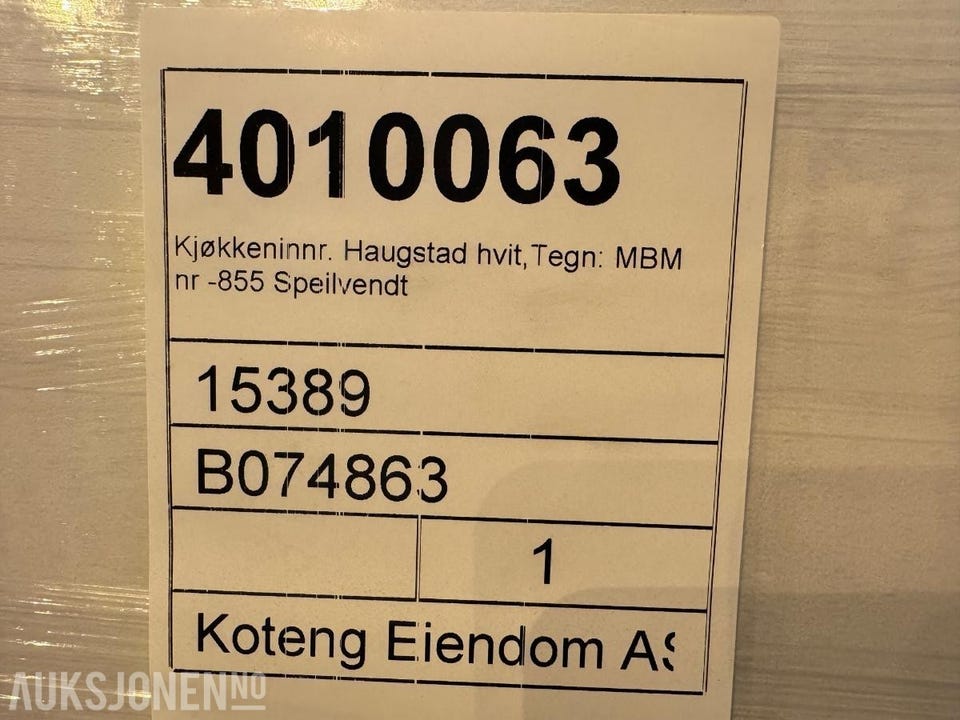 4010063
Kjøkkeninnr. Haugstad hvit,Tegn: MBM
nr -855 Speilvendt
15389
B074863
1
Koteng Eiendom AS
AUKSJONEN.NO